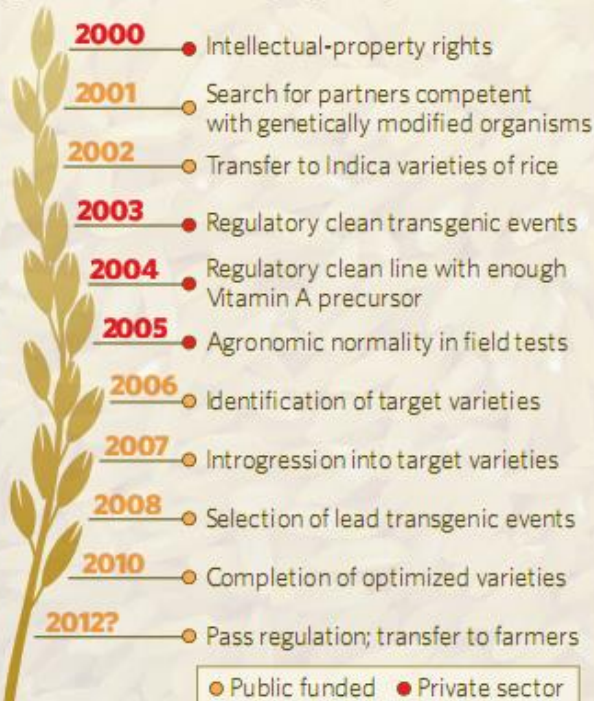 2000
Intellectual-property rights
2001
Search for partners competent
with genetically modified organisms
2002
Transfer to Indica varieties of rice
2003
Regulatory clean transgenic events
2004
Regulatory clean line with enough
Vitamin A precursor
2005
Agronomic normality in field tests
2006
Identification of target varieties
2007
Introgression into target varieties
2008
Selection of lead transgenic events
2010
Completion of optimized varieties
2012?
Pass regulation; transfer to farmers
Public funded Private sector